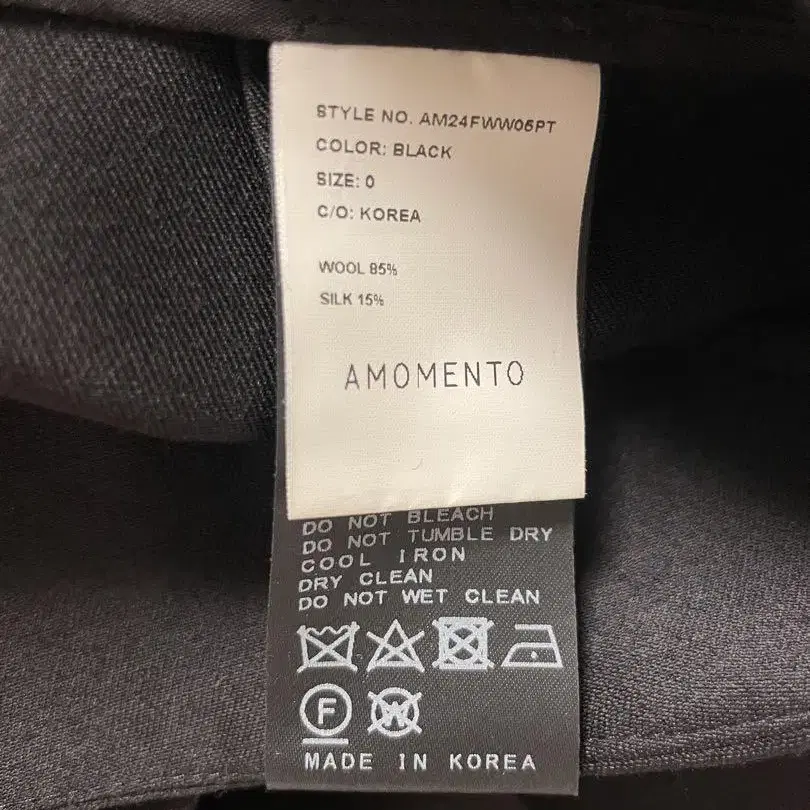 STYLE NO. AM24FWW05PT
COLOR: BLACK
SIZE: 0
C/O: KOREA
WOOL 85%
SILK 15%
AMOMENTO
DO NOT BLEACH
DO NOT TUMBLE DRY
COOL IRON
DRY CLEAN
DO NOT WET CLEAN
F W
MADE IN KOREA